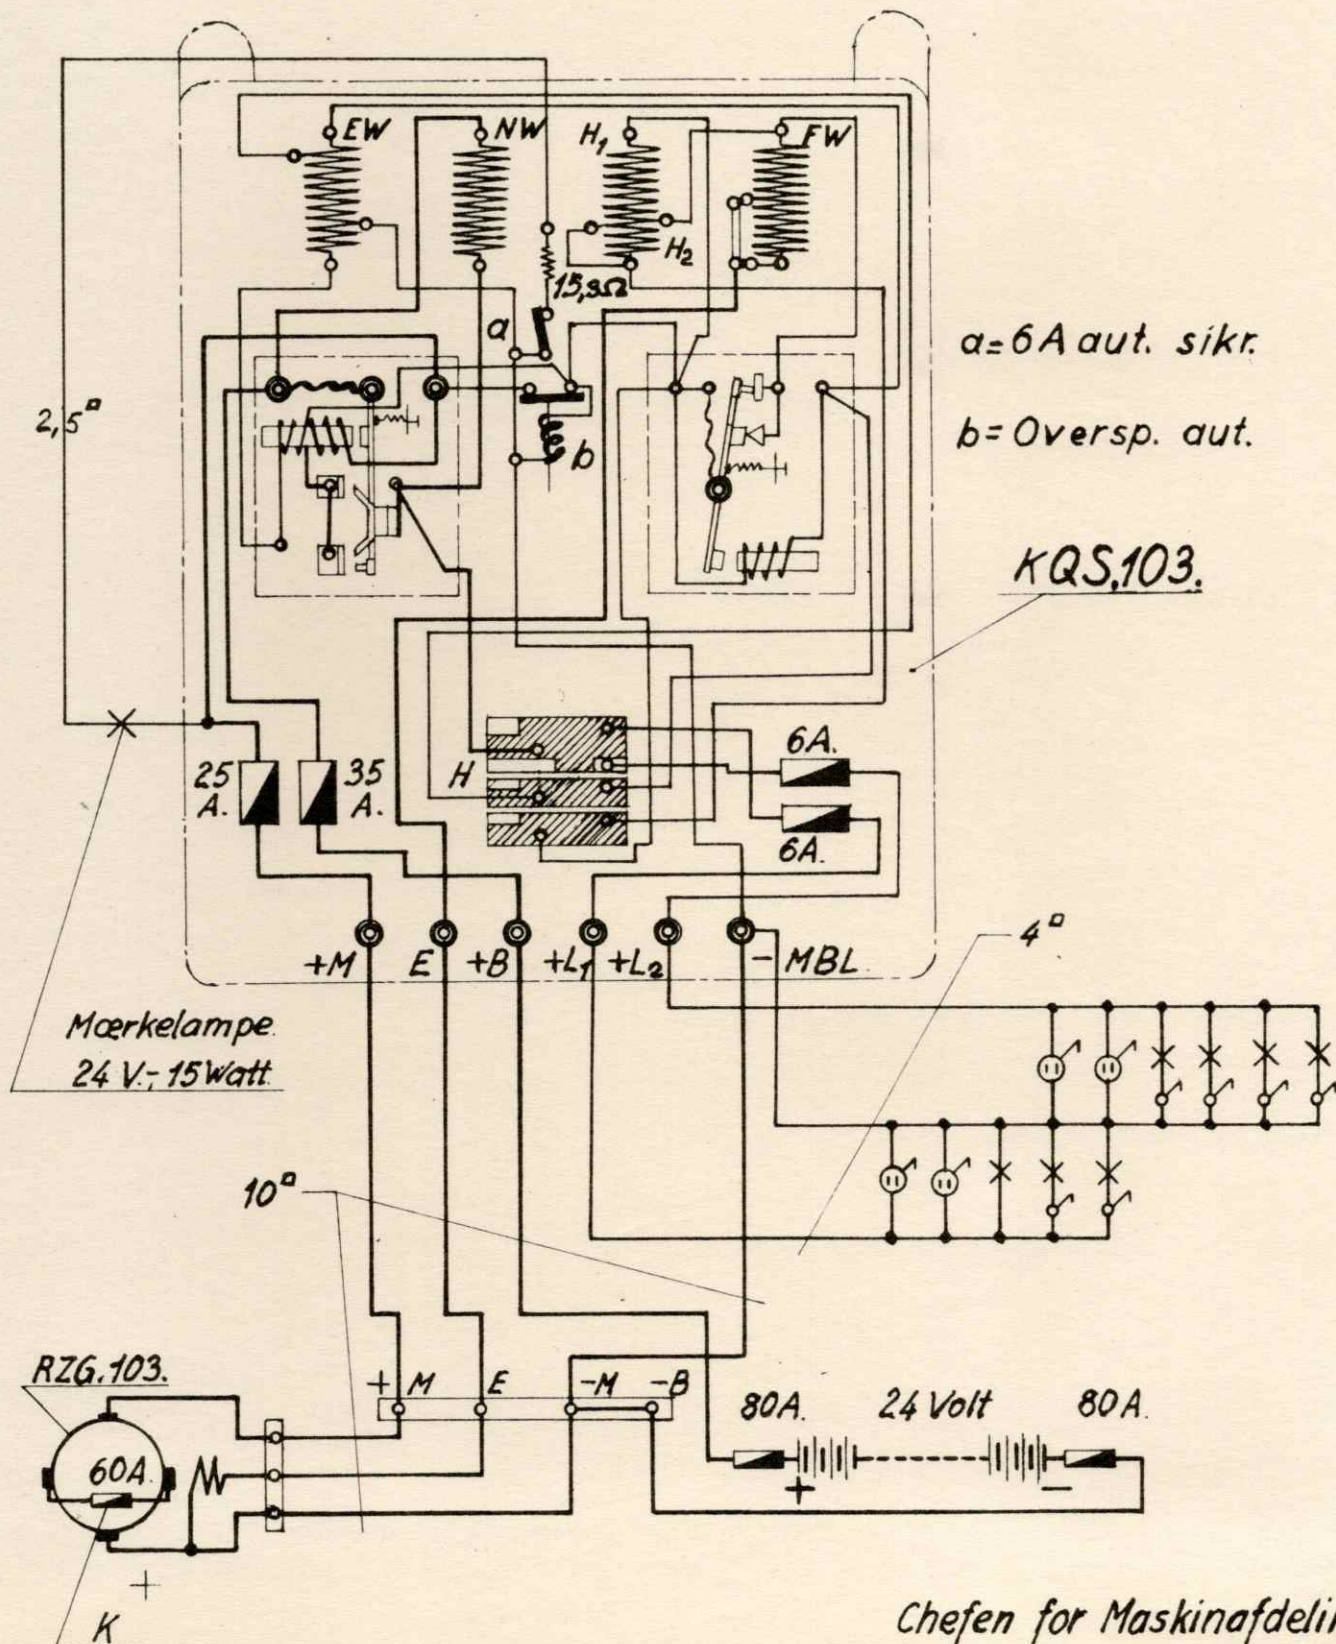 EW
NW
H1
FW
H2
15,3Ω
a
a=6A aut. sikr.
2,5□
b=Oversp. aut.
b
KQS.103.
25
A.
35
A.
H
6A.
6A.
+M
E
+B
+L1
+L2
- MBL
4□
Mærkelampe
24 V.- 15 Watt
10□
RZG.103.
+
M
E
-M
-B
80A.
24 Volt
80A.
60A.
+
-
+
K
Chefen for Maskinafdelin